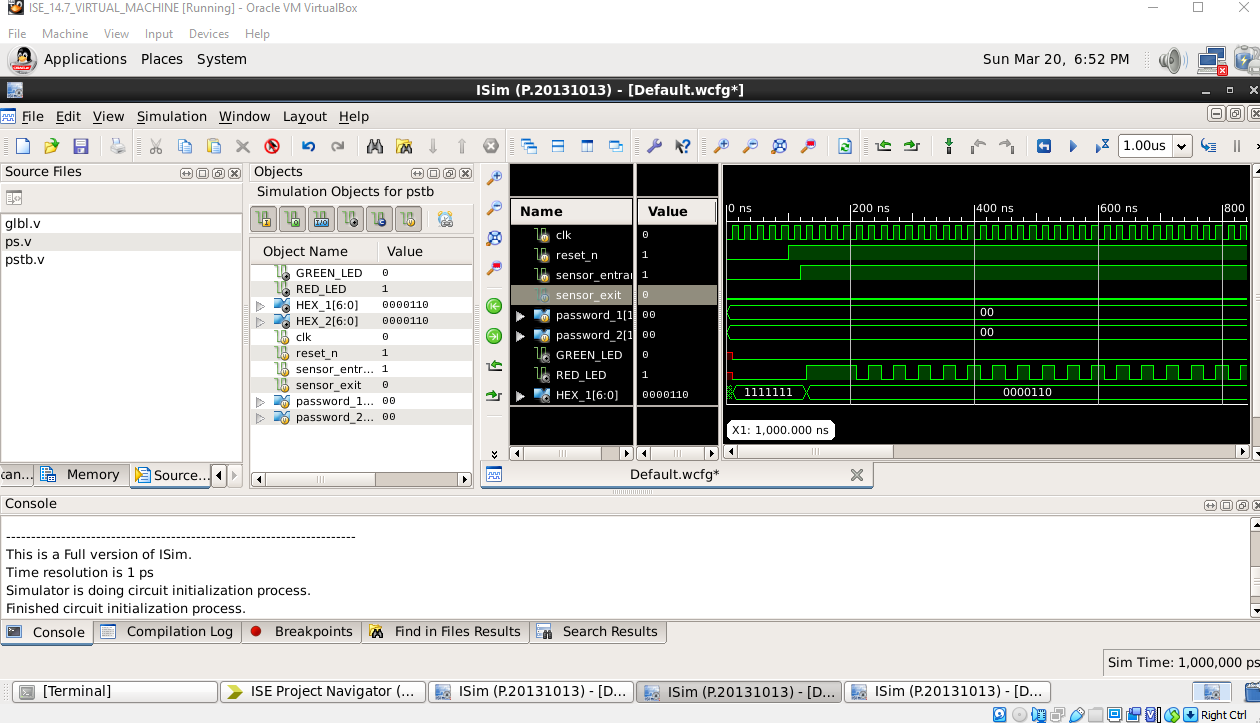 ISE_14.7_VIRTUAL_MACHINE [Running] - Oracle VM VirtualBox
File Machine View Input Devices Help
Applications Places System Sun Mar 20, 6:52 PM
ISim (P.20131013) - [Default.wcfg*]
File Edit View Simulation Window Layout Help
1.00us
Source Files
glbl.v
ps.v
pstb.v
an... Memory Source...
Objects
Simulation Objects for pstb
Object Name Value
GREEN_LED 0
RED_LED 1
HEX_1[6:0] 0000110
HEX_2[6:0] 0000110
clk 0
reset_n 1
sensor_entr... 1
sensor_exit 0
password_1... 00
password_2... 00
Name Value
clk 0
reset_n 1
sensor_entrar 1
sensor_exit 0
password_1[1 00
password_2[1 00
GREEN_LED 0
RED_LED 1
HEX_1[6:0] 0000110
0 ns 200 ns 400 ns 600 ns 800
00
00
1111111 0000110
X1: 1,000.000 ns
Default.wcfg*
Console
------------------------------------------------------------------------
This is a Full version of ISim.
Time resolution is 1 ps
Simulator is doing circuit initialization process.
Finished circuit initialization process.
Console Compilation Log Breakpoints Find in Files Results Search Results
Sim Time: 1,000,000 ps
[Terminal] ISE Project Navigator (... ISim (P.20131013) - [D... ISim (P.20131013) - [D... ISim (P.20131013) - [D...
Right Ctrl